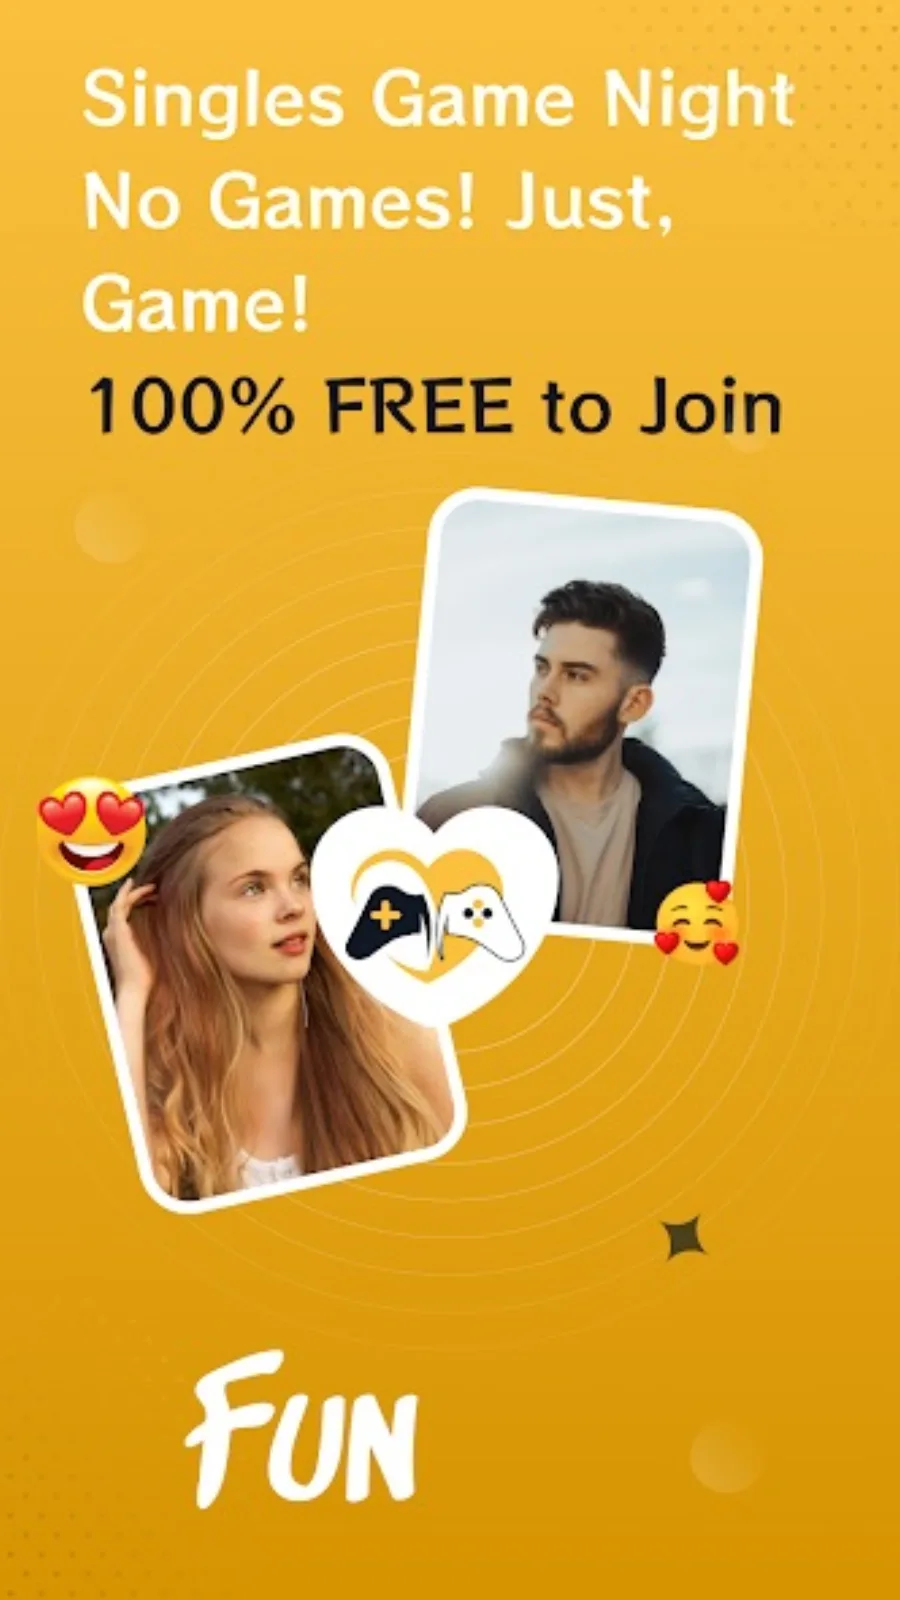 Singles Game Night
No Games! Just,
Game!
100% FREE to Join
FUN